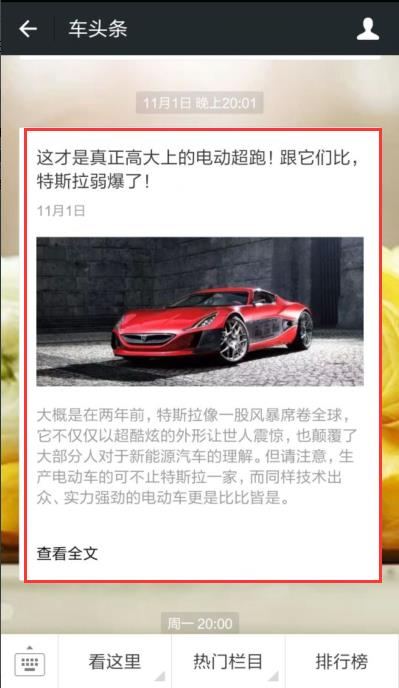 车头条
11月1日 晚上20:01
这才是真正高大上的电动超跑！跟它们比，
特斯拉弱爆了！
11月1日
大概是在两年前，特斯拉像一股风暴席卷全球，
它不仅仅以超酷炫的外形让世人震惊，也颠覆了
大部分人对于新能源汽车的理解。但请注意，生
产电动车的可不止特斯拉一家，而同样技术出
众、实力强劲的电动车更是比比皆是。
查看全文
周一 20:00
看这里
热门栏目
排行榜